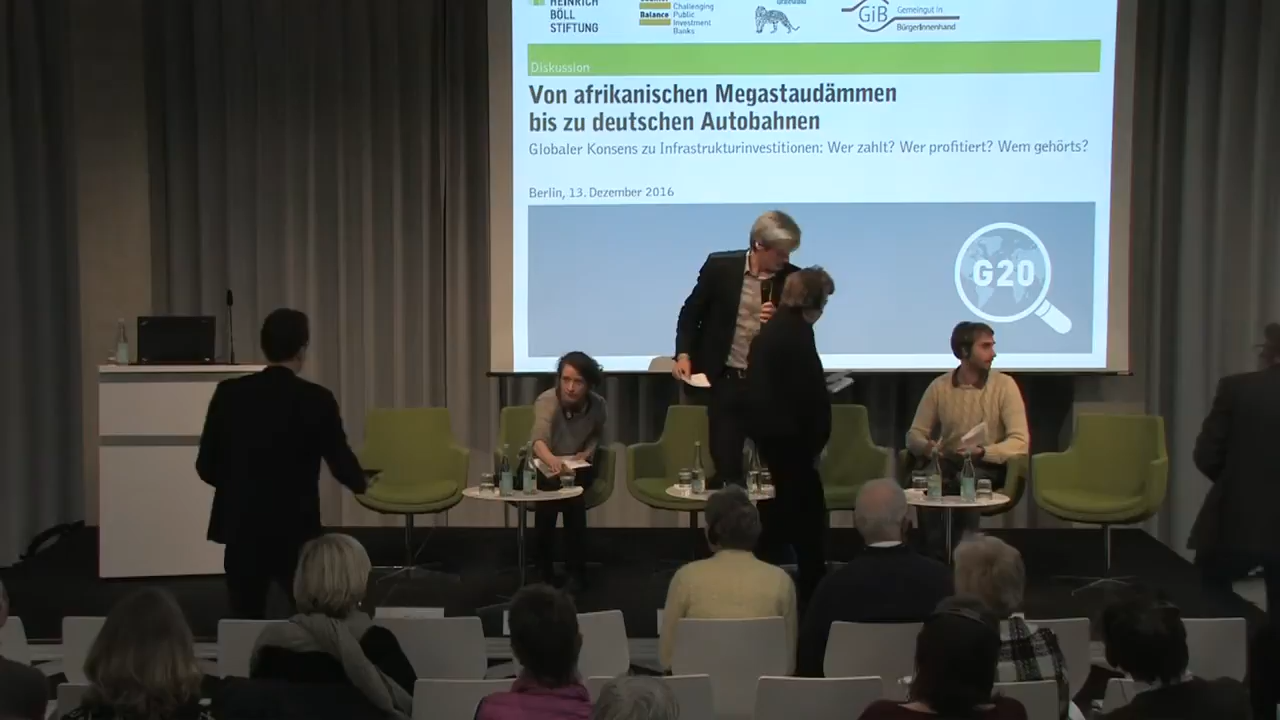 HEINRICH
BÖLL
STIFTUNG
Balance
Challenging
Public
Investment
Banks
GiB
Gemeingut in
BürgerInnenhand
Diskussion
Von afrikanischen Megastaudämmen
bis zu deutschen Autobahnen
Globaler Konsens zu Infrastrukturinvestitionen: Wer zahlt? Wer profitiert? Wem gehörts?
Berlin, 13. Dezember 2016
G20